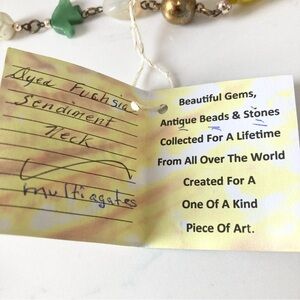 Dyed Fuchsia
Sendiment
Neck
multiagates
Beautiful Gems,
Antique Beads & Stones
Collected For A Lifetime
From All Over The World
Created For A
One Of A Kind
Piece Of Art.